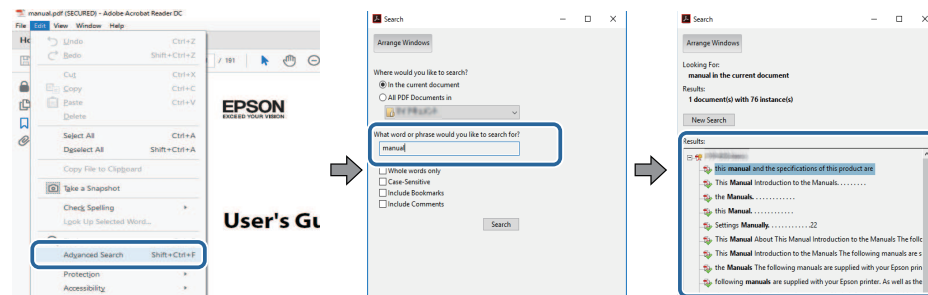 manual.pdf (SECURED) - Adobe Acrobat Reader DC
File Edit View Window Help
Undo Ctrl+Z
Redo Shift+Ctrl+Z
Cut Ctrl+X
Copy Ctrl+C
Paste Ctrl+V
Delete
Select All Ctrl+A
Deselect All Shift+Ctrl+A
Copy File to Clipboard
Take a Snapshot
Check Spelling
Look Up Selected Word...
Advanced Search Shift+Ctrl+F
Protection
Accessibility
/ 191
EPSON
EXCEED YOUR VISION
User's Gu
Search
Arrange Windows
Where would you like to search?
In the current document
All PDF Documents in
What word or phrase would you like to search for?
manual
Whole words only
Case-Sensitive
Include Bookmarks
Include Comments
Search
Search
Arrange Windows
Looking For:
manual in the current document
Results:
1 document(s) with 76 instance(s)
New Search
Results:
this manual and the specifications of this product are
This Manual Introduction to the Manuals. . . . . . . . .
the Manuals. . . . . . . . . . . . .
this Manual. . . . . . . . . . . . .
Settings Manually. . . . . . . . . . . . .22
This Manual About This Manual Introduction to the Manuals The follc
This Manual Introduction to the Manuals The following manuals are s
the Manuals The following manuals are supplied with your Epson prin
following manuals are supplied with your Epson printer. As well as the